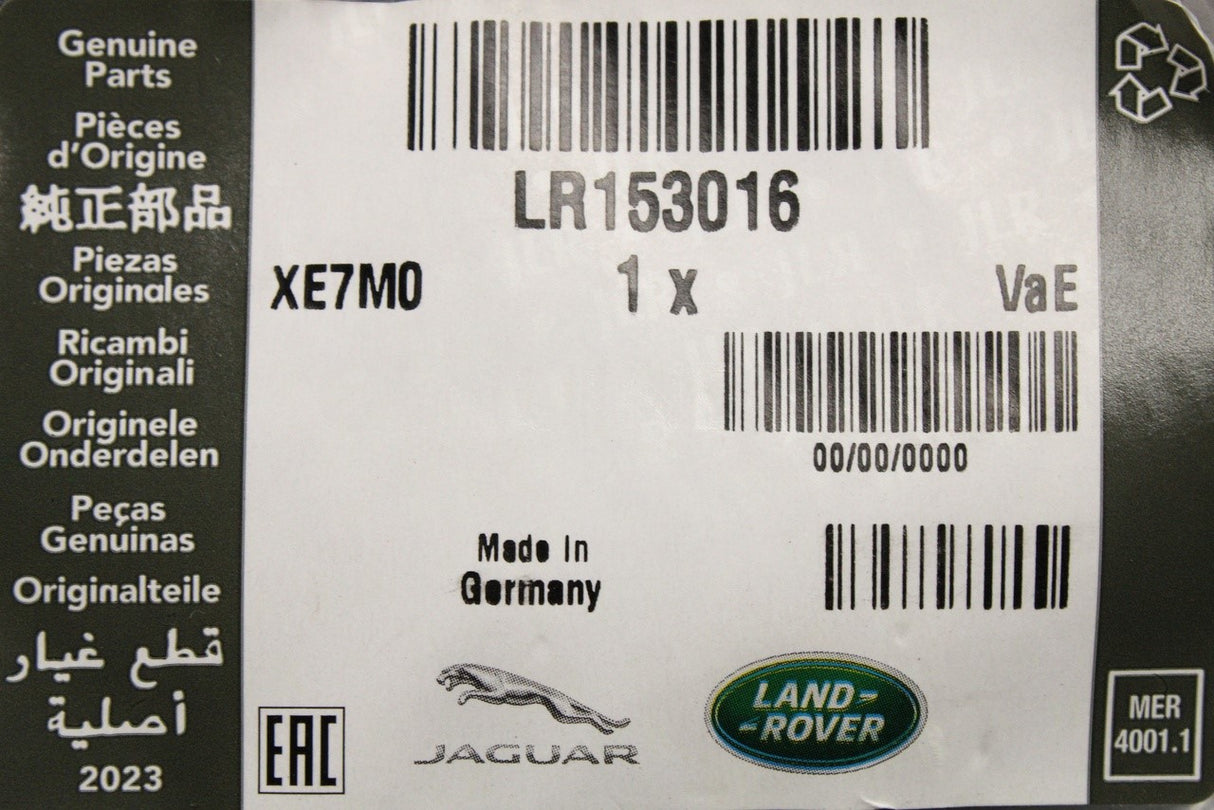 Genuine
Parts
Pièces
d'Origine
純正部品
Piezas
Originales
Ricambi
Originali
Originele
Onderdelen
Peças
Genuinas
Originalteile
قطع غيار
أصلية
2023
LR153016
XE7M0 1 x VaE
00/00/0000
Made In
Germany
EAC
JAGUAR
LAND-
-ROVER
MER
4001.1